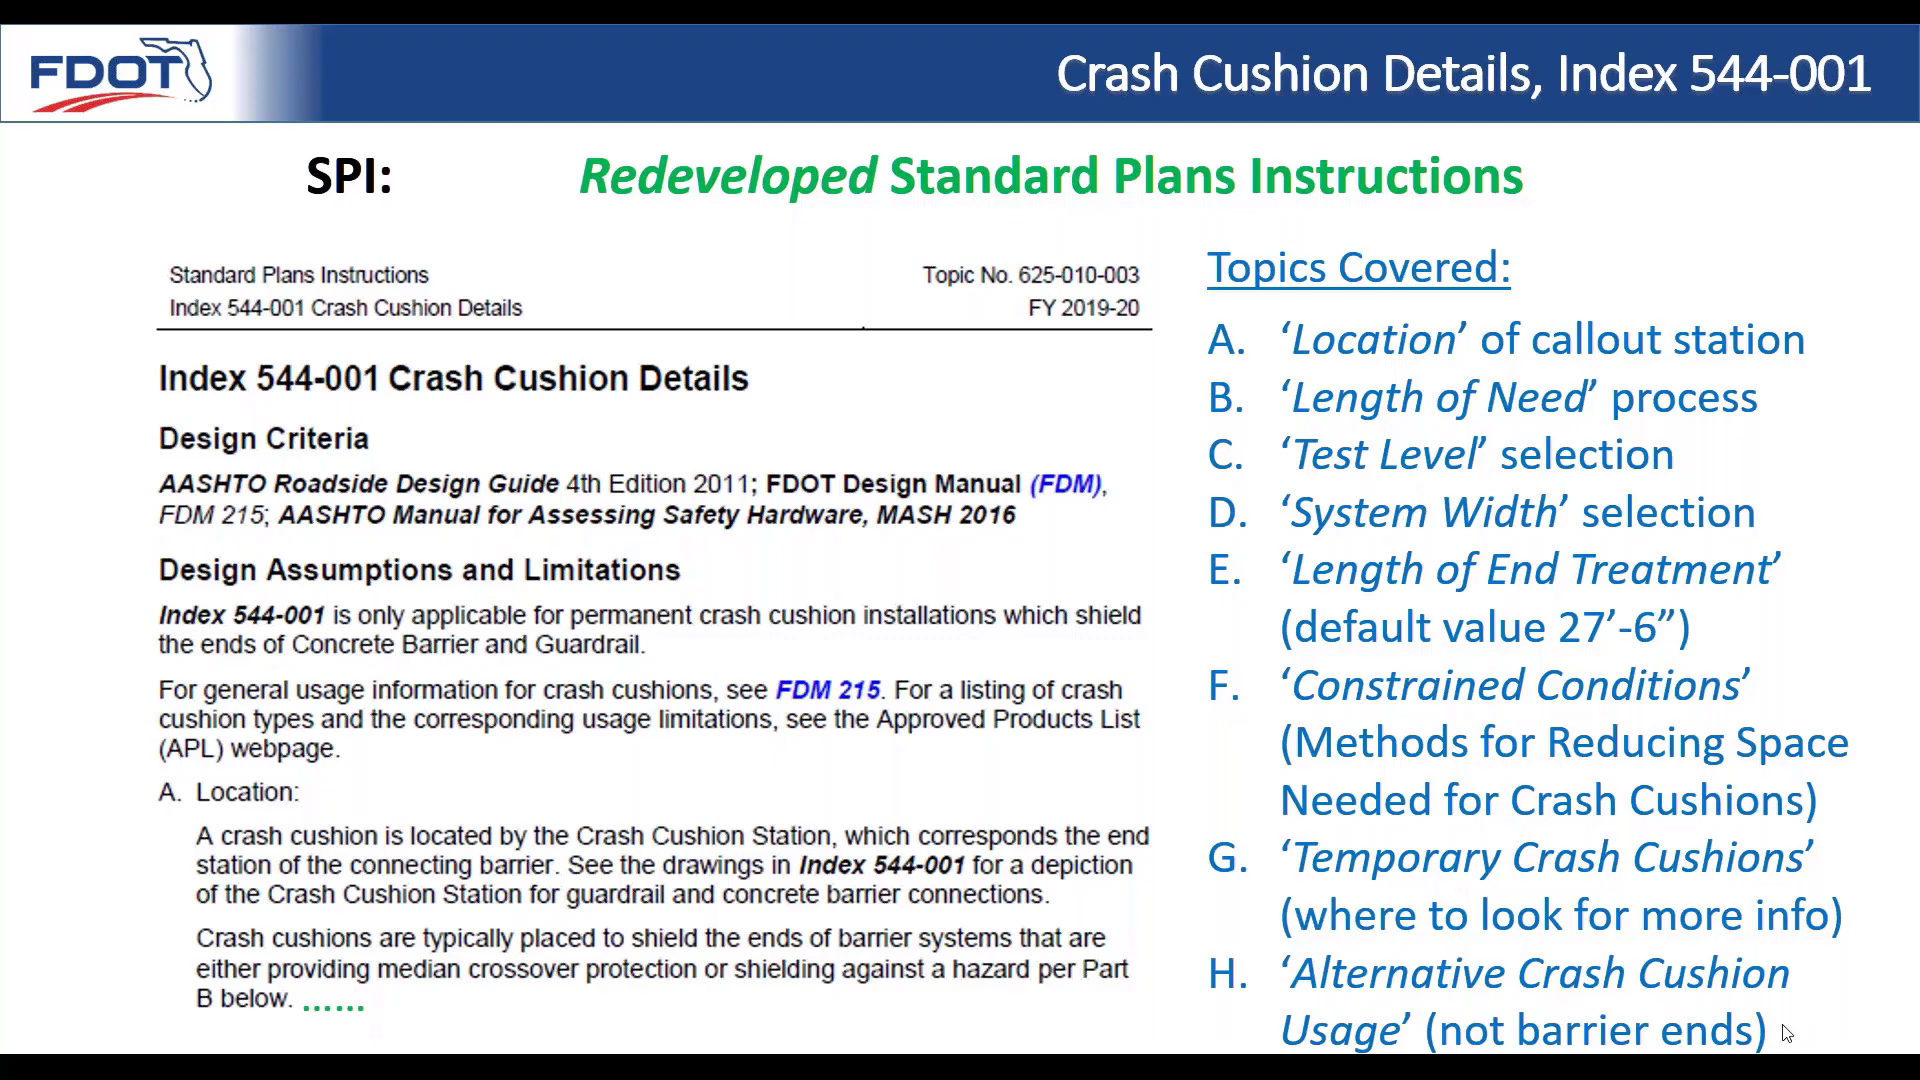 FDOT
Crash Cushion Details, Index 544-001
SPI: Redeveloped Standard Plans Instructions
Standard Plans Instructions Topic No. 625-010-003
Index 544-001 Crash Cushion Details FY 2019-20
Index 544-001 Crash Cushion Details
Design Criteria
AASHTO Roadside Design Guide 4th Edition 2011; FDOT Design Manual (FDM),
FDM 215; AASHTO Manual for Assessing Safety Hardware, MASH 2016
Design Assumptions and Limitations
Index 544-001 is only applicable for permanent crash cushion installations which shield
the ends of Concrete Barrier and Guardrail.
For general usage information for crash cushions, see FDM 215. For a listing of crash
cushion types and the corresponding usage limitations, see the Approved Products List
(APL) webpage.
A. Location:
A crash cushion is located by the Crash Cushion Station, which corresponds the end
station of the connecting barrier. See the drawings in Index 544-001 for a depiction
of the Crash Cushion Station for guardrail and concrete barrier connections.
Crash cushions are typically placed to shield the ends of barrier systems that are
either providing median crossover protection or shielding against a hazard per Part
B below. ......
Topics Covered:
A. ‘Location’ of callout station
B. ‘Length of Need’ process
C. ‘Test Level’ selection
D. ‘System Width’ selection
E. ‘Length of End Treatment’
(default value 27’-6”)
F. ‘Constrained Conditions’
(Methods for Reducing Space
Needed for Crash Cushions)
G. ‘Temporary Crash Cushions’
(where to look for more info)
H. ‘Alternative Crash Cushion
Usage’ (not barrier ends)